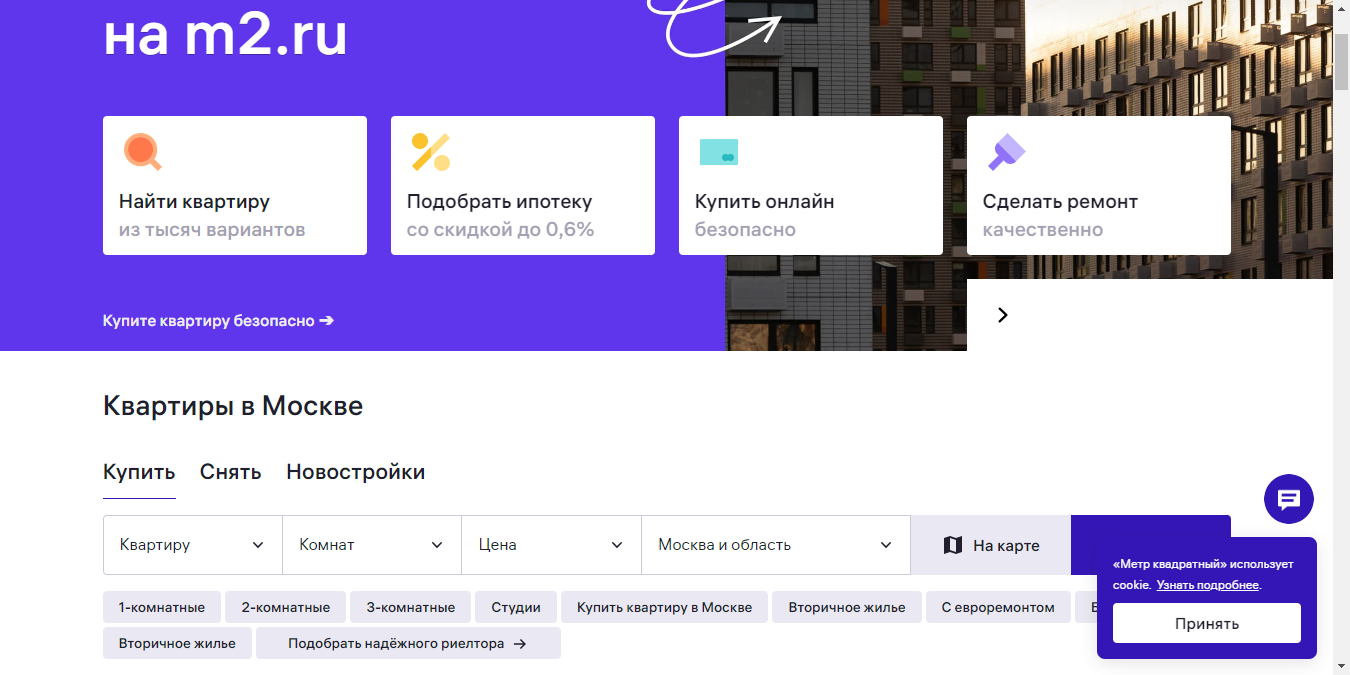 на m2.ru
Найти квартиру
из тысяч вариантов
Подобрать ипотеку
со скидкой до 0,6%
Купить онлайн
безопасно
Сделать ремонт
качественно
Купите квартиру безопасно ➔
Квартиры в Москве
Купить Снять Новостройки
Квартиру Комнат Цена Москва и область На карте
1-комнатные 2-комнатные 3-комнатные Студии Купить квартиру в Москве Вторичное жилье С евроремонтом
Вторичное жилье Подобрать надёжного риелтора →
«Метр квадратный» использует
cookie. Узнать подробнее.
Принять